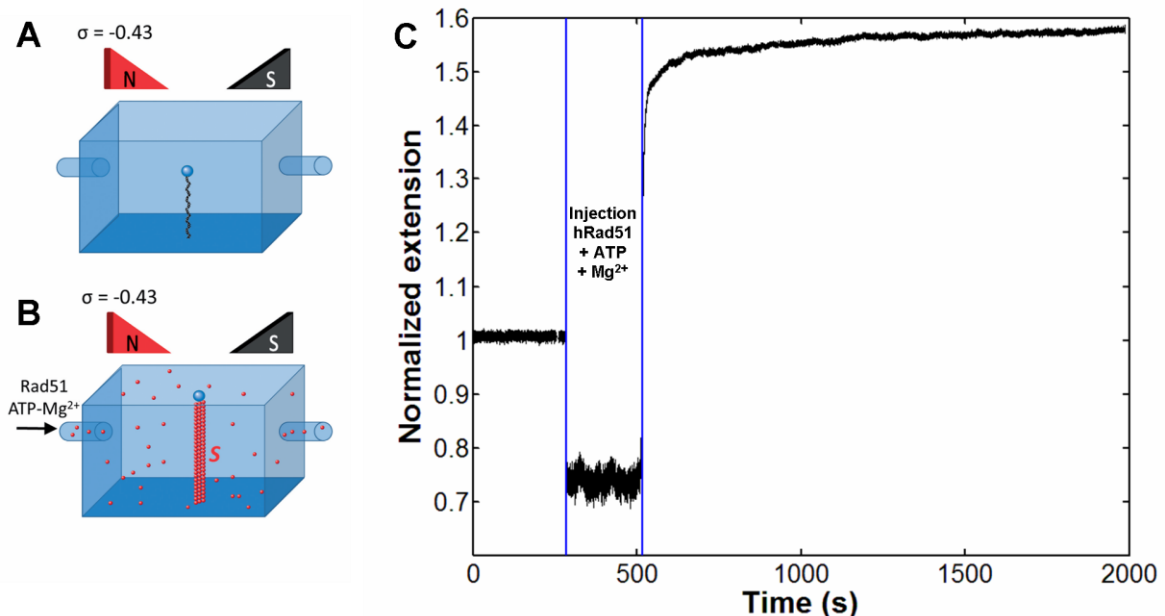 A
σ = -0.43
N
S
B
σ = -0.43
N
S
Rad51
ATP-Mg²⁺
S
C
Normalized extension
1.6
1.5
1.4
1.3
1.2
1.1
1
0.9
0.8
0.7
Injection
hRad51
+ ATP
+ Mg²⁺
0
500
1000
1500
2000
Time (s)